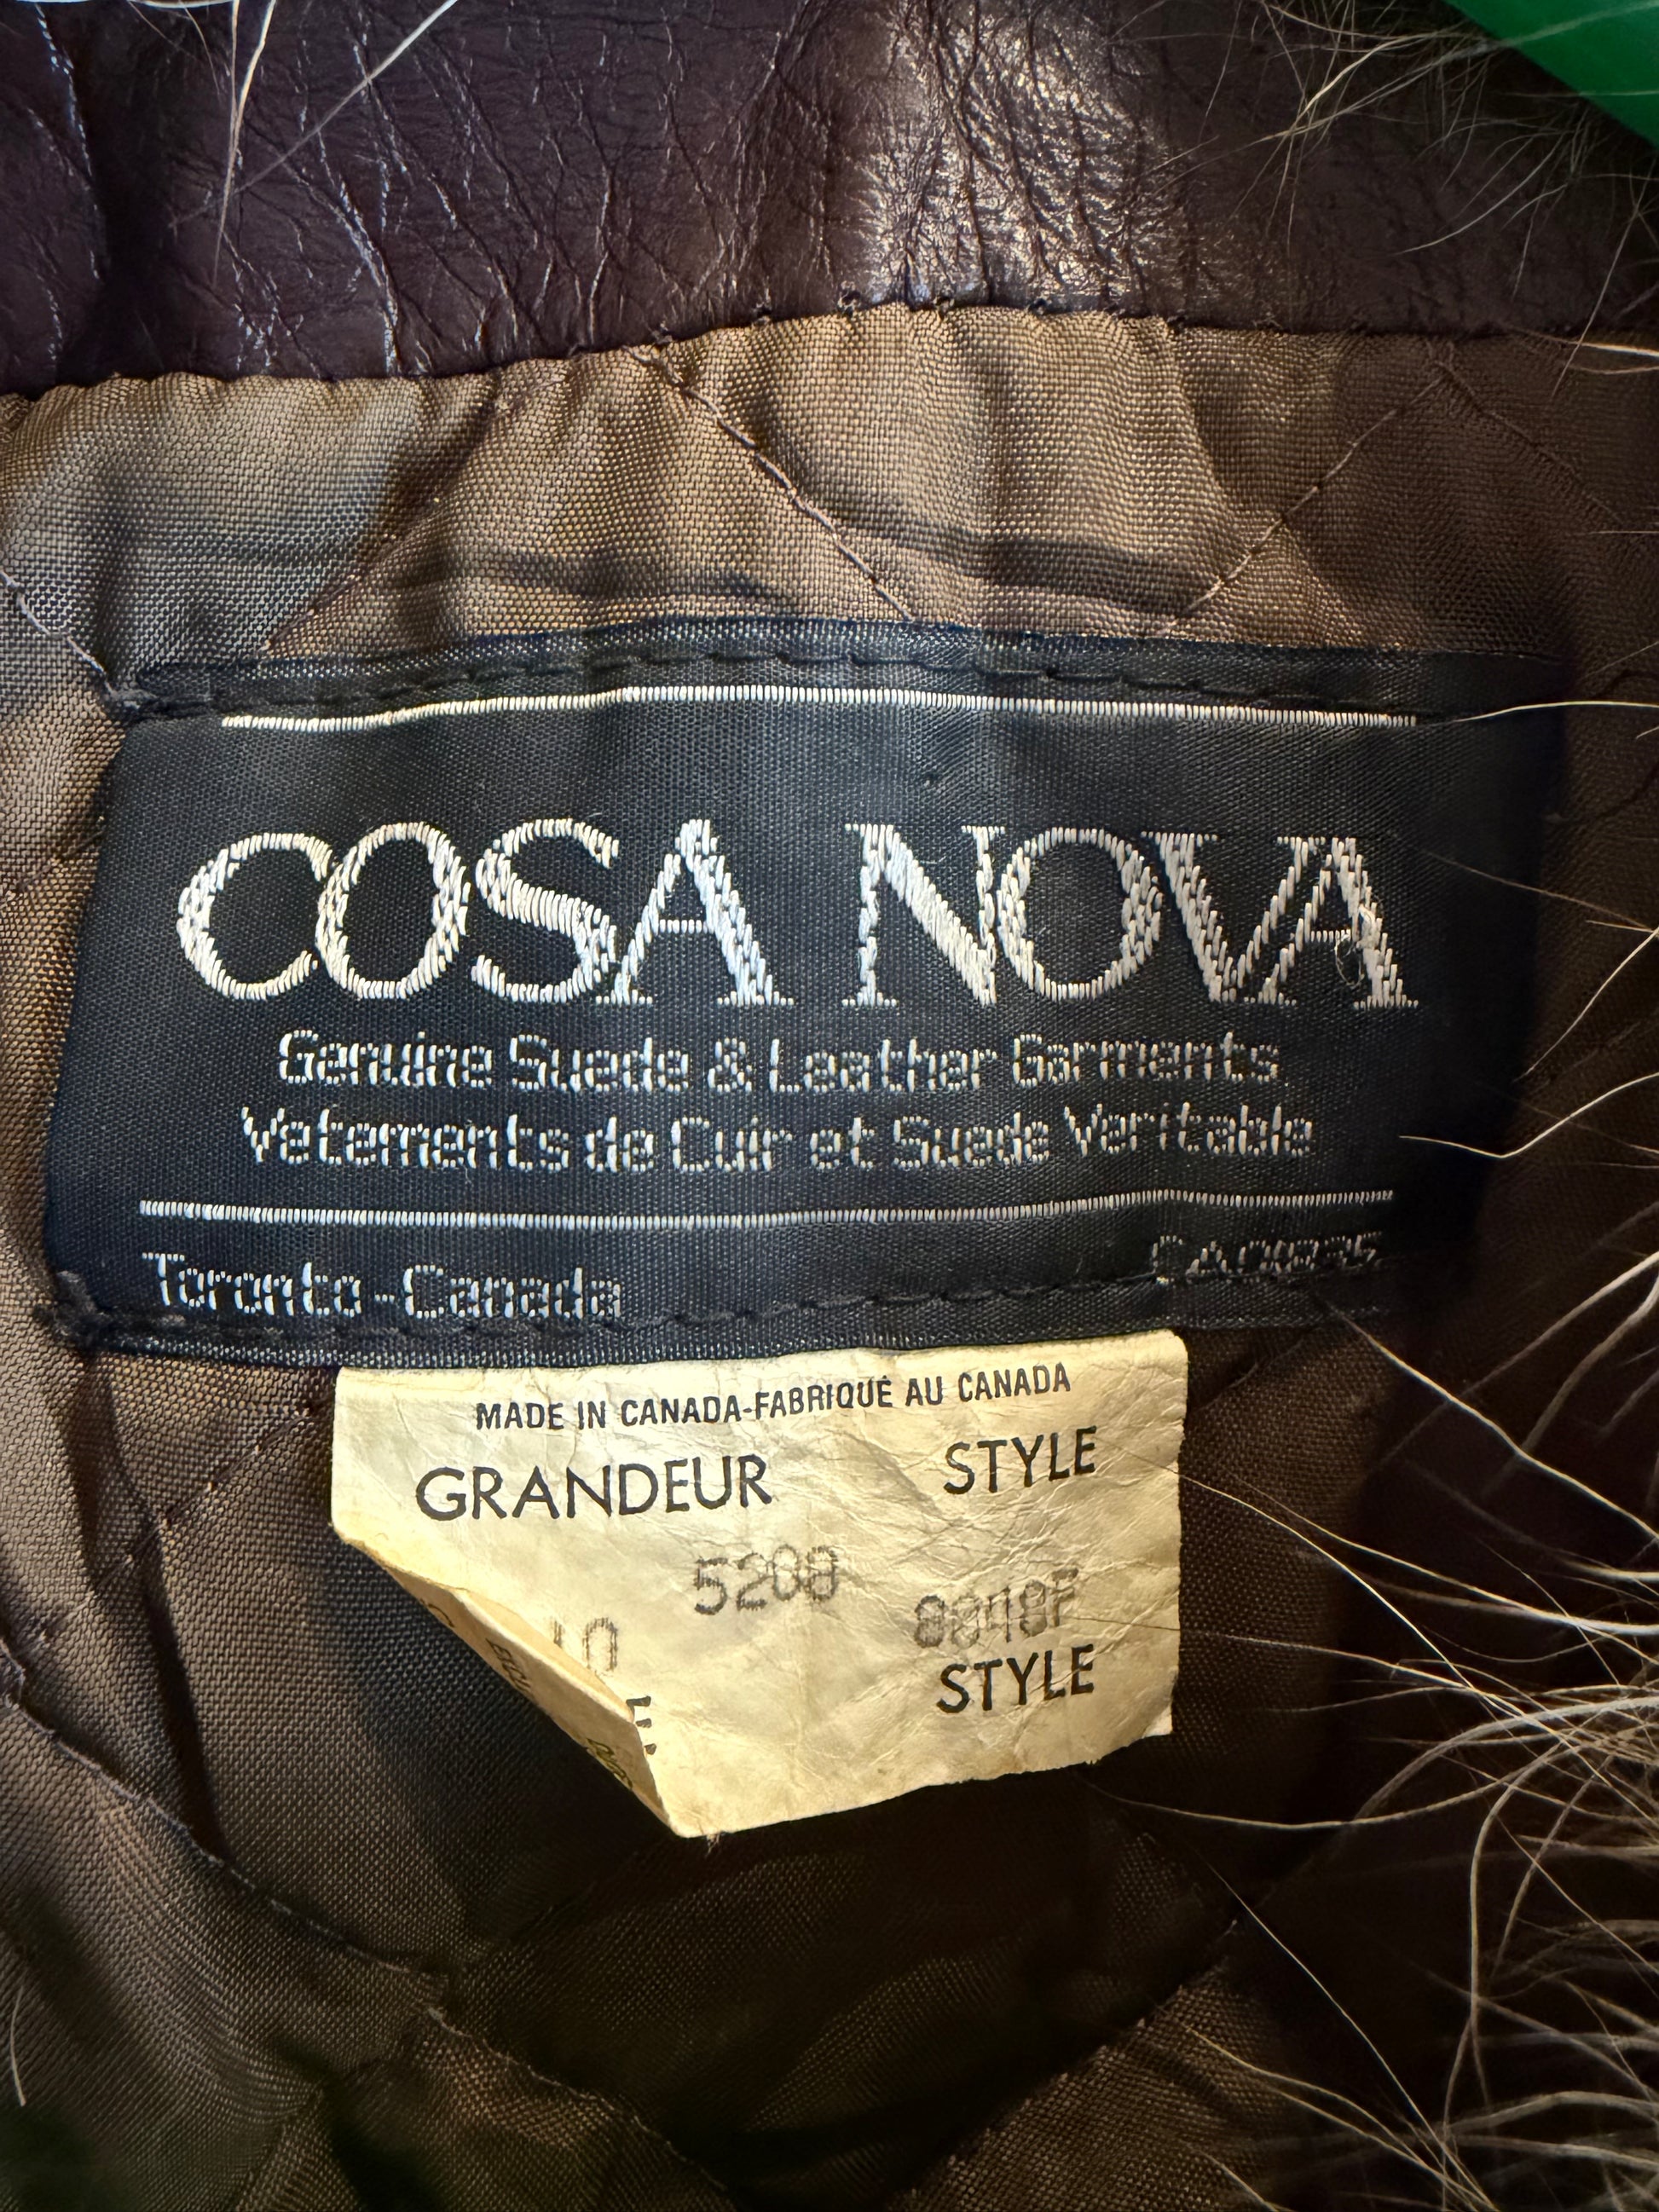 COSA NOVA
Genuine Suede & Leather Garments
Vetements de Cuir et Suede Veritable
Toronto-Canada
MADE IN CANADA-FABRIQUÉ AU CANADA
GRANDEUR STYLE
5208
10
STYLE